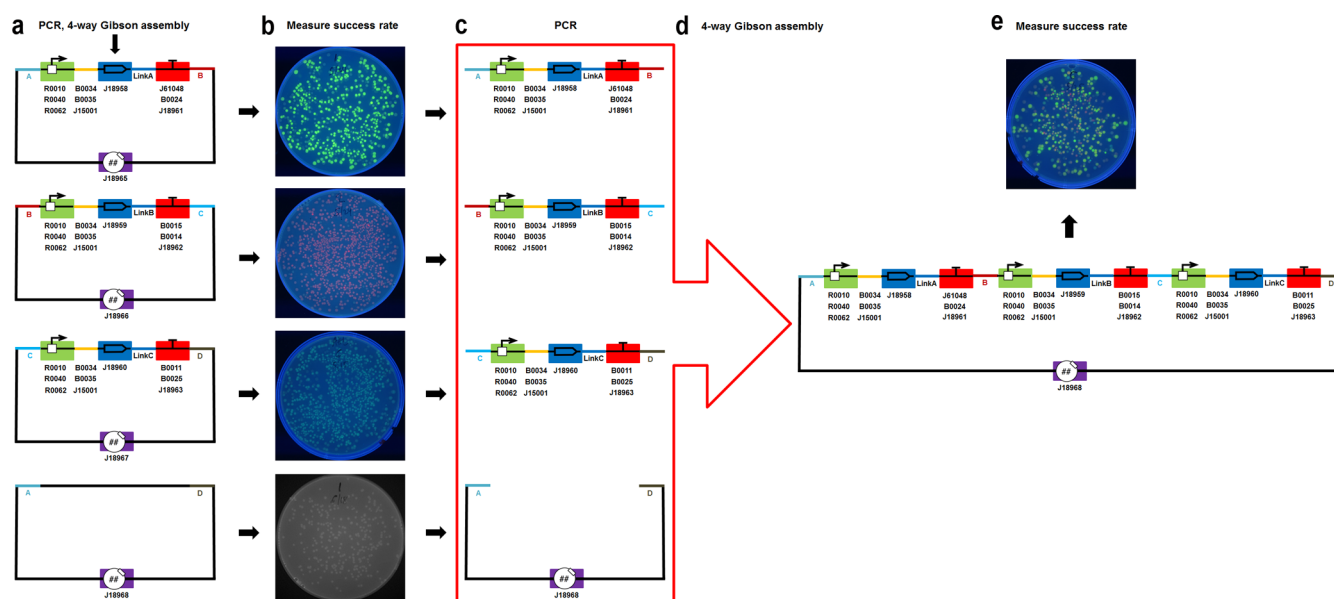 a PCR, 4-way Gibson assembly
b Measure success rate
c PCR
d 4-way Gibson assembly
e Measure success rate
A LinkA B
R0010 B0034 J18958 J61048
R0040 B0035 B0024
R0062 J15001 J18961
##
J18965
B LinkB C
R0010 B0034 J18959 B0015
R0040 B0035 B0014
R0062 J15001 J18962
##
J18966
C LinkC D
R0010 B0034 J18960 B0011
R0040 B0035 B0025
R0062 J15001 J18963
##
J18967
A D
##
J18968
A B
R0010 B0034 J18958 LinkA J61048
R0040 B0035 B0024
R0062 J15001 J18961
B LinkB C
R0010 B0034 J18959 B0015
R0040 B0035 B0014
R0062 J15001 J18962
C LinkC D
R0010 B0034 J18960 B0011
R0040 B0035 B0025
R0062 J15001 J18963
A D
##
J18968
A LinkA B LinkB C LinkC D
R0010 B0034 J18958 J61048 R0010 B0034 J18959 B0015 R0010 B0034 J18960 B0011
R0040 B0035 B0024 R0040 B0035 B0014 R0040 B0035 B0025
R0062 J15001 J18961 R0062 J15001 J18962 R0062 J15001 J18963
##
J18968